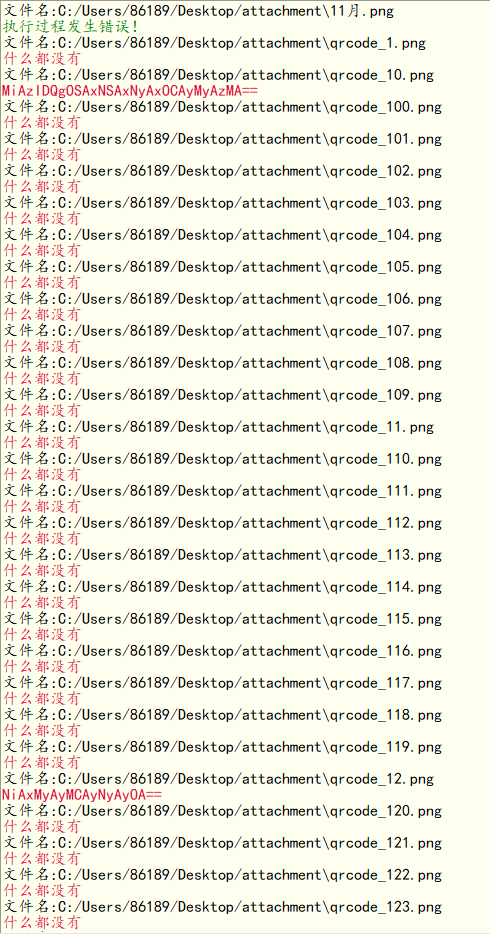 文件名:C:/Users/86189/Desktop/attachment\11月.png
执行过程发生错误!
文件名:C:/Users/86189/Desktop/attachment\qrcode_1.png
什么都没有
文件名:C:/Users/86189/Desktop/attachment\qrcode_10.png
MiAzIDQgOSAxNSAxNyAxOCAyMyAzMA==
文件名:C:/Users/86189/Desktop/attachment\qrcode_100.png
什么都没有
文件名:C:/Users/86189/Desktop/attachment\qrcode_101.png
什么都没有
文件名:C:/Users/86189/Desktop/attachment\qrcode_102.png
什么都没有
文件名:C:/Users/86189/Desktop/attachment\qrcode_103.png
什么都没有
文件名:C:/Users/86189/Desktop/attachment\qrcode_104.png
什么都没有
文件名:C:/Users/86189/Desktop/attachment\qrcode_105.png
什么都没有
文件名:C:/Users/86189/Desktop/attachment\qrcode_106.png
什么都没有
文件名:C:/Users/86189/Desktop/attachment\qrcode_107.png
什么都没有
文件名:C:/Users/86189/Desktop/attachment\qrcode_108.png
什么都没有
文件名:C:/Users/86189/Desktop/attachment\qrcode_109.png
什么都没有
文件名:C:/Users/86189/Desktop/attachment\qrcode_11.png
什么都没有
文件名:C:/Users/86189/Desktop/attachment\qrcode_110.png
什么都没有
文件名:C:/Users/86189/Desktop/attachment\qrcode_111.png
什么都没有
文件名:C:/Users/86189/Desktop/attachment\qrcode_112.png
什么都没有
文件名:C:/Users/86189/Desktop/attachment\qrcode_113.png
什么都没有
文件名:C:/Users/86189/Desktop/attachment\qrcode_114.png
什么都没有
文件名:C:/Users/86189/Desktop/attachment\qrcode_115.png
什么都没有
文件名:C:/Users/86189/Desktop/attachment\qrcode_116.png
什么都没有
文件名:C:/Users/86189/Desktop/attachment\qrcode_117.png
什么都没有
文件名:C:/Users/86189/Desktop/attachment\qrcode_118.png
什么都没有
文件名:C:/Users/86189/Desktop/attachment\qrcode_119.png
什么都没有
文件名:C:/Users/86189/Desktop/attachment\qrcode_12.png
NiAxMyAyMCAyNyAyOA==
文件名:C:/Users/86189/Desktop/attachment\qrcode_120.png
什么都没有
文件名:C:/Users/86189/Desktop/attachment\qrcode_121.png
什么都没有
文件名:C:/Users/86189/Desktop/attachment\qrcode_122.png
什么都没有
文件名:C:/Users/86189/Desktop/attachment\qrcode_123.png
什么都没有